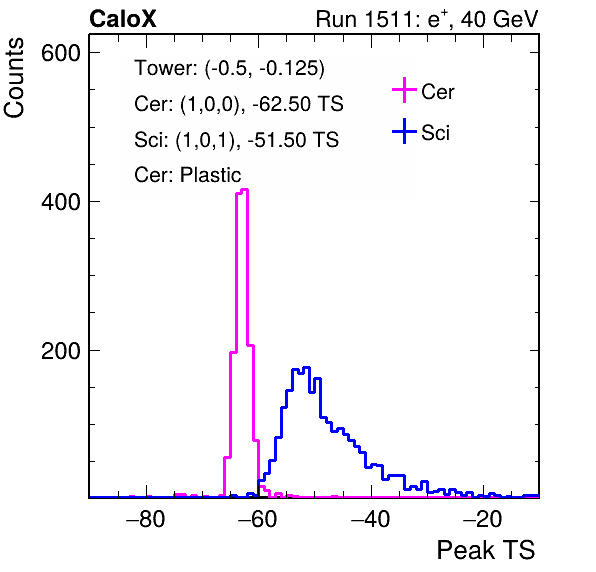 CaloX Run 1511: e⁺, 40 GeV
Counts
600
400
200
Tower: (-0.5, -0.125)
Cer: (1,0,0), -62.50 TS
Sci: (1,0,1), -51.50 TS
Cer: Plastic
Cer
Sci
−80 −60 −40 −20
Peak TS